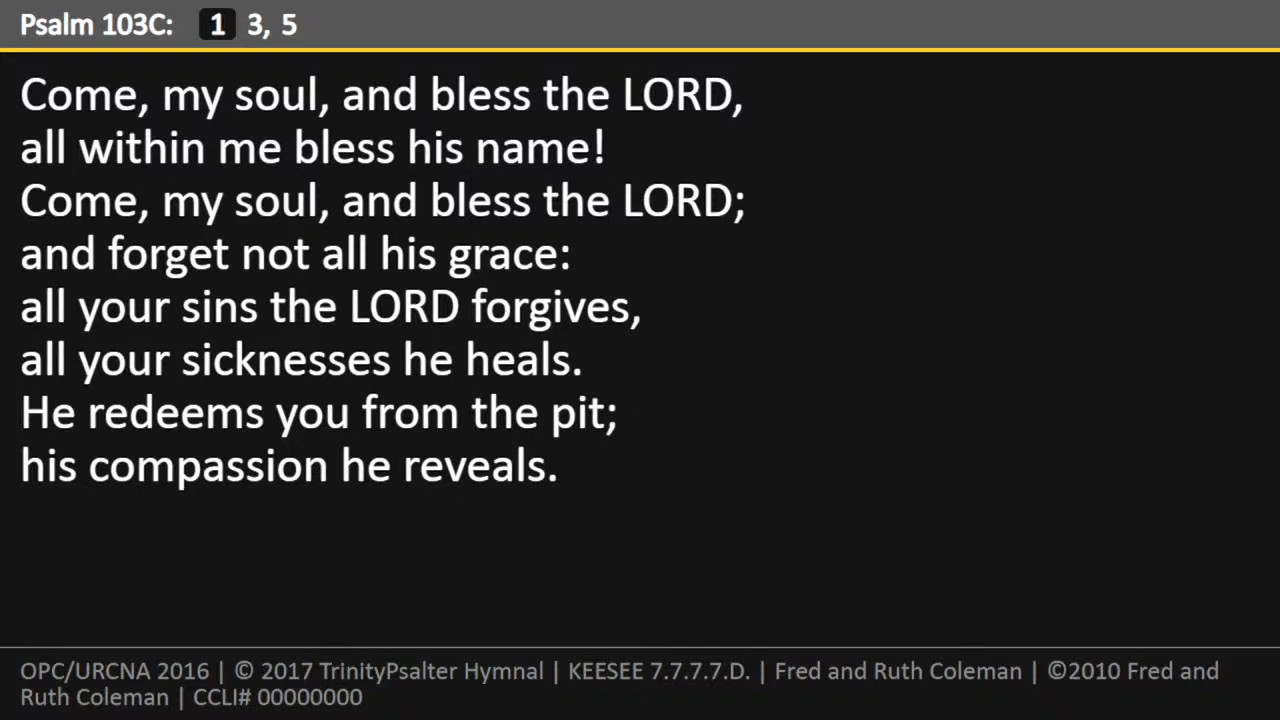 Psalm 103C: 1 3, 5
Come, my soul, and bless the LORD,
all within me bless his name!
Come, my soul, and bless the LORD;
and forget not all his grace:
all your sins the LORD forgives,
all your sicknesses he heals.
He redeems you from the pit;
his compassion he reveals.
OPC/URCNA 2016 | © 2017 TrinityPsalter Hymnal | KEESEE 7.7.7.7.D. | Fred and Ruth Coleman | ©2010 Fred and
Ruth Coleman | CCLI# 00000000